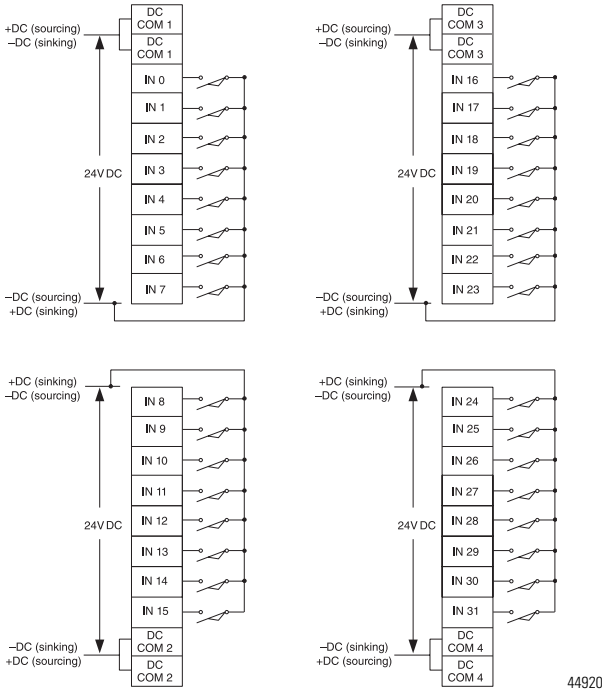 +DC (sourcing)
–DC (sinking)
24V DC
–DC (sourcing)
+DC (sinking)
DC
COM 1
DC
COM 1
IN 0
IN 1
IN 2
IN 3
IN 4
IN 5
IN 6
IN 7
+DC (sourcing)
–DC (sinking)
24V DC
–DC (sourcing)
+DC (sinking)
DC
COM 3
DC
COM 3
IN 16
IN 17
IN 18
IN 19
IN 20
IN 21
IN 22
IN 23
+DC (sinking)
–DC (sourcing)
24V DC
–DC (sinking)
+DC (sourcing)
IN 8
IN 9
IN 10
IN 11
IN 12
IN 13
IN 14
IN 15
DC
COM 2
DC
COM 2
+DC (sinking)
–DC (sourcing)
24V DC
–DC (sinking)
+DC (sourcing)
IN 24
IN 25
IN 26
IN 27
IN 28
IN 29
IN 30
IN 31
DC
COM 4
DC
COM 4
44920